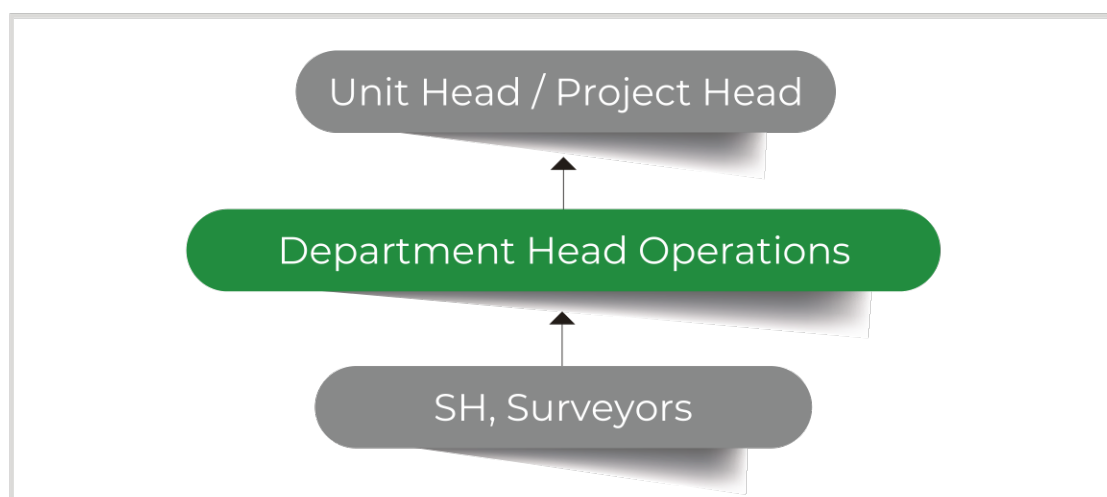 Unit Head / Project Head
Department Head Operations
SH, Surveyors